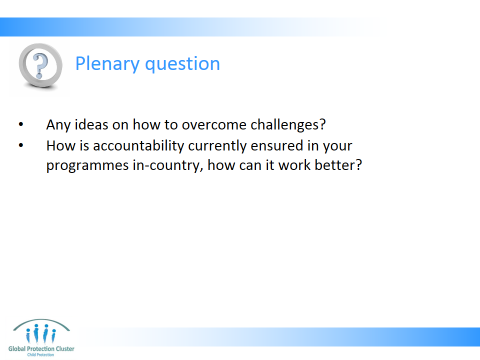 ?
Plenary question
• Any ideas on how to overcome challenges?
• How is accountability currently ensured in your
programmes in-country, how can it work better?
Global Protection Cluster
Child Protection